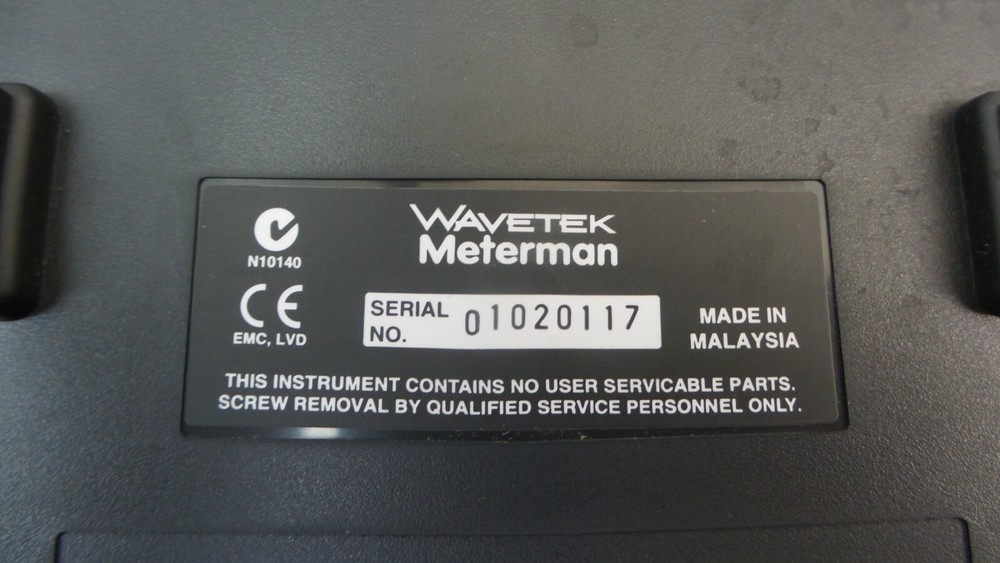 WAVETEK
Meterman
N10140
CE
EMC, LVD
SERIAL NO. 01020117
MADE IN
MALAYSIA
THIS INSTRUMENT CONTAINS NO USER SERVICABLE PARTS.
SCREW REMOVAL BY QUALIFIED SERVICE PERSONNEL ONLY.